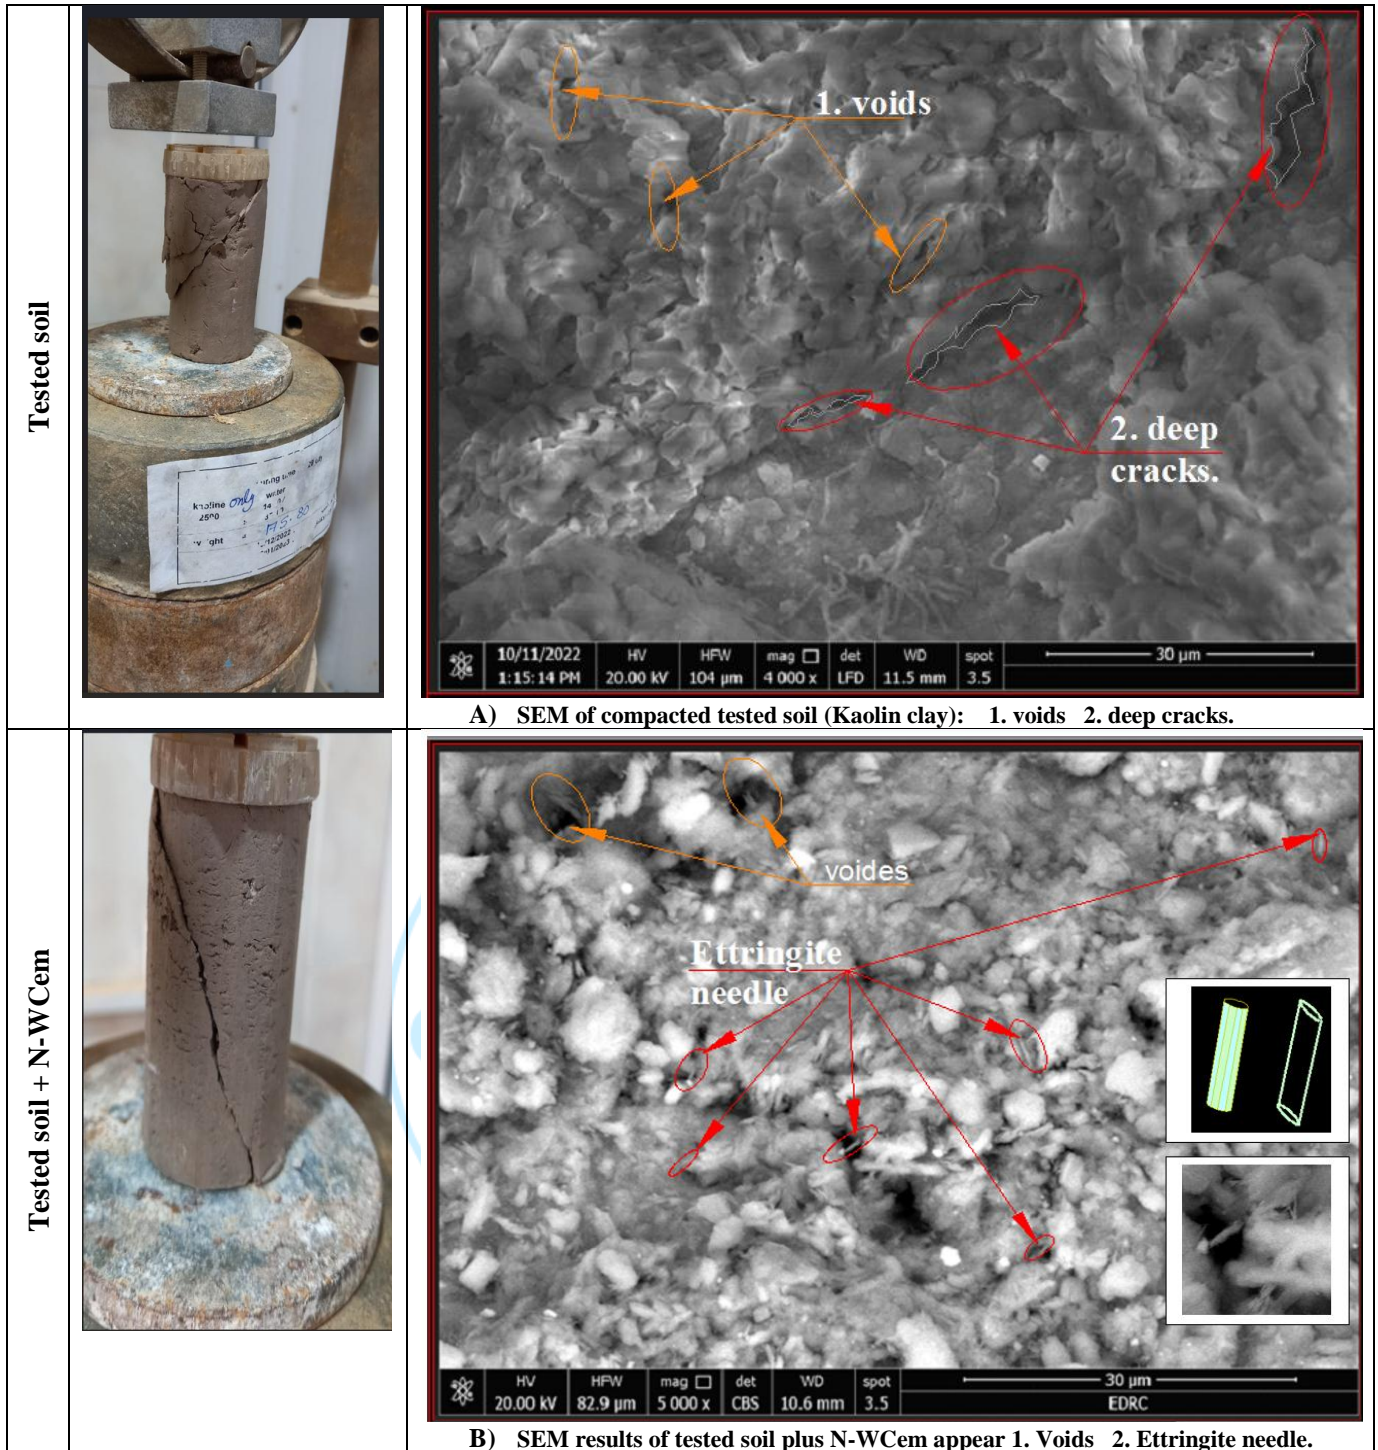 Tested soil
only
2500
1. voids
2. deep
cracks.
10/11/2022
1:15:14 PM
HV
20.00 kV
HFW
104 µm
mag
4 000 x
det
LFD
WD
11.5 mm
spot
3.5
30 µm
A) SEM of compacted tested soil (Kaolin clay): 1. voids 2. deep cracks.
Tested soil + N-WCem
voides
Ettringite
needle
HV
20.00 kV
HFW
82.9 µm
mag
5 000 x
det
CBS
WD
10.6 mm
spot
3.5
30 µm
EDRC
B) SEM results of tested soil plus N-WCem appear 1. Voids 2. Ettringite needle.